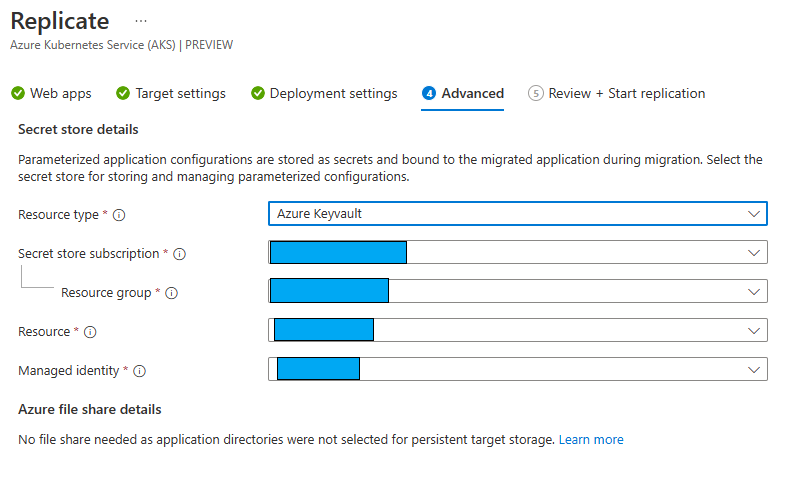 Replicate ...
Azure Kubernetes Service (AKS) | PREVIEW
Web apps Target settings Deployment settings 4 Advanced 5 Review + Start replication
Secret store details
Parameterized application configurations are stored as secrets and bound to the migrated application during migration. Select the
secret store for storing and managing parameterized configurations.
Resource type * Azure Keyvault
Secret store subscription *
Resource group *
Resource *
Managed identity *
Azure file share details
No file share needed as application directories were not selected for persistent target storage. Learn more